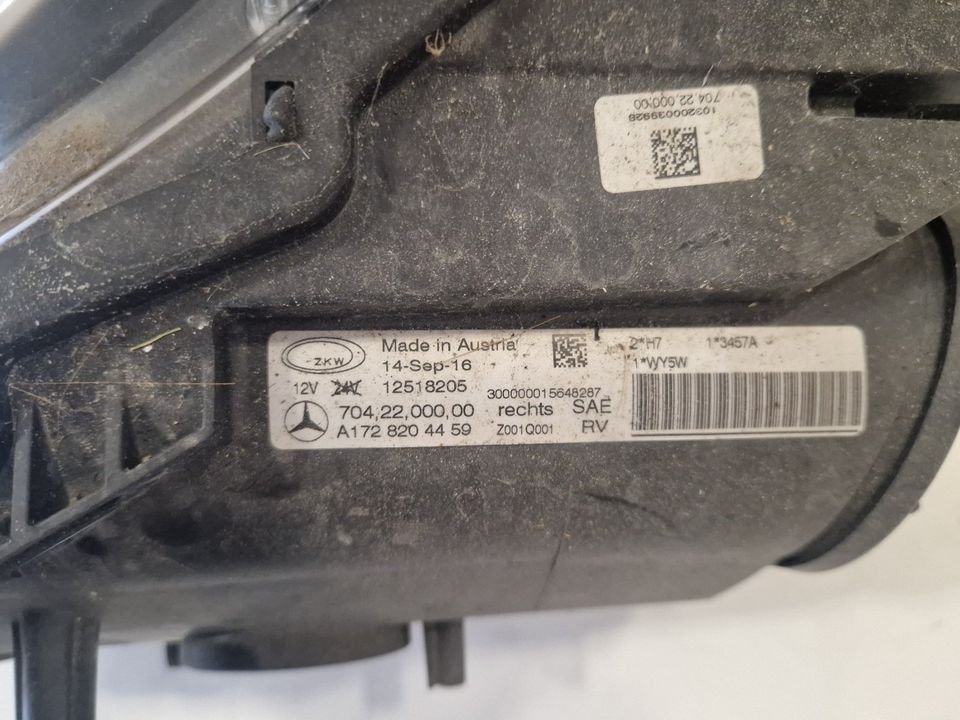 704.22.000.00
103200039928
ZKW
Made in Austria
14-Sep-16
12V 24V 12518205
704,22,000,00
A172 820 44 59
300000015648287
rechts SAE
Z001Q001 RV
2*H7 1*3457A
1*WY5W